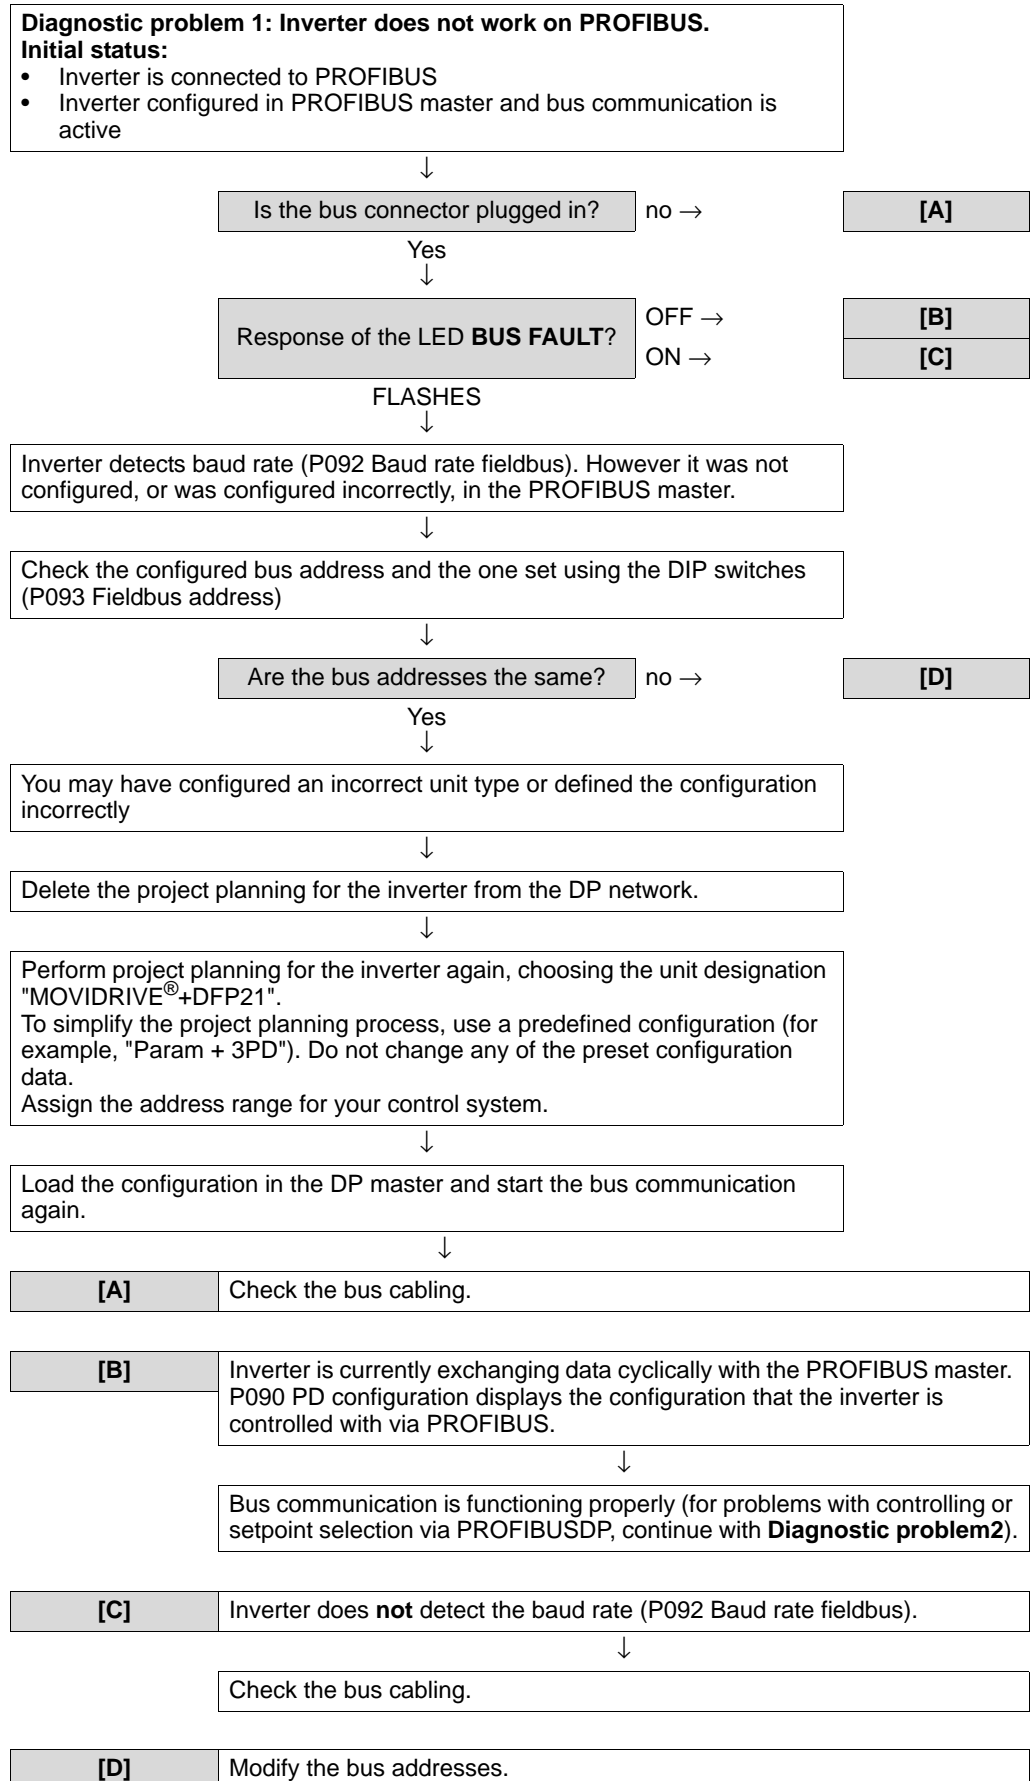 Diagnostic problem 1: Inverter does not work on PROFIBUS.
Initial status:
• Inverter is connected to PROFIBUS
• Inverter configured in PROFIBUS master and bus communication is
active
↓
Is the bus connector plugged in? no → [A]
Yes
↓
Response of the LED BUS FAULT?
OFF → [B]
ON → [C]
FLASHES
↓
Inverter detects baud rate (P092 Baud rate fieldbus). However it was not
configured, or was configured incorrectly, in the PROFIBUS master.
↓
Check the configured bus address and the one set using the DIP switches
(P093 Fieldbus address)
↓
Are the bus addresses the same? no → [D]
Yes
↓
You may have configured an incorrect unit type or defined the configuration
incorrectly
↓
Delete the project planning for the inverter from the DP network.
↓
Perform project planning for the inverter again, choosing the unit designation
"MOVIDRIVE®+DFP21".
To simplify the project planning process, use a predefined configuration (for
example, "Param + 3PD"). Do not change any of the preset configuration
data.
Assign the address range for your control system.
↓
Load the configuration in the DP master and start the bus communication
again.
↓
[A] Check the bus cabling.
[B] Inverter is currently exchanging data cyclically with the PROFIBUS master.
P090 PD configuration displays the configuration that the inverter is
controlled with via PROFIBUS.
↓
Bus communication is functioning properly (for problems with controlling or
setpoint selection via PROFIBUSDP, continue with Diagnostic problem2).
[C] Inverter does not detect the baud rate (P092 Baud rate fieldbus).
↓
Check the bus cabling.
[D] Modify the bus addresses.